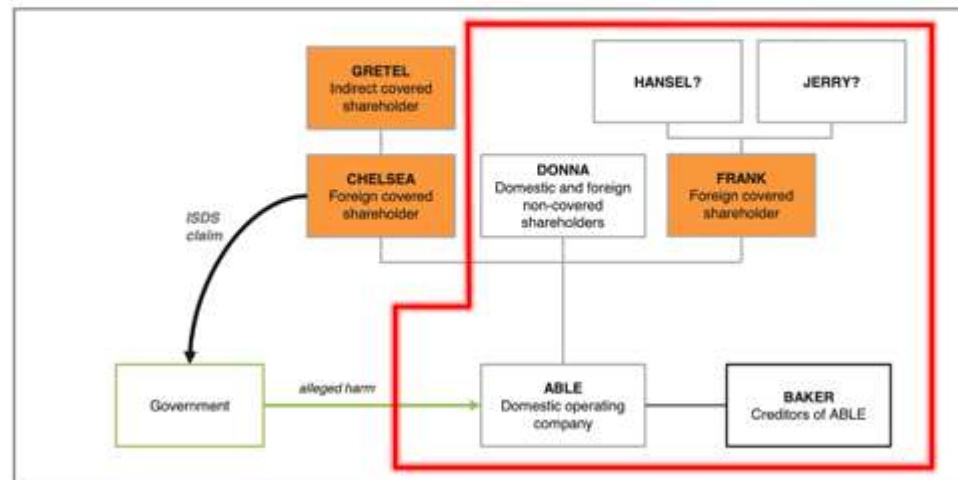 GRETEL
Indirect covered
shareholder
HANSEL?
JERRY?
CHELSEA
Foreign covered
shareholder
DONNA
Domestic and foreign
non-covered
shareholders
FRANK
Foreign covered
shareholder
ISDS
claim
Government
alleged harm
ABLE
Domestic operating
company
BAKER
Creditors of ABLE